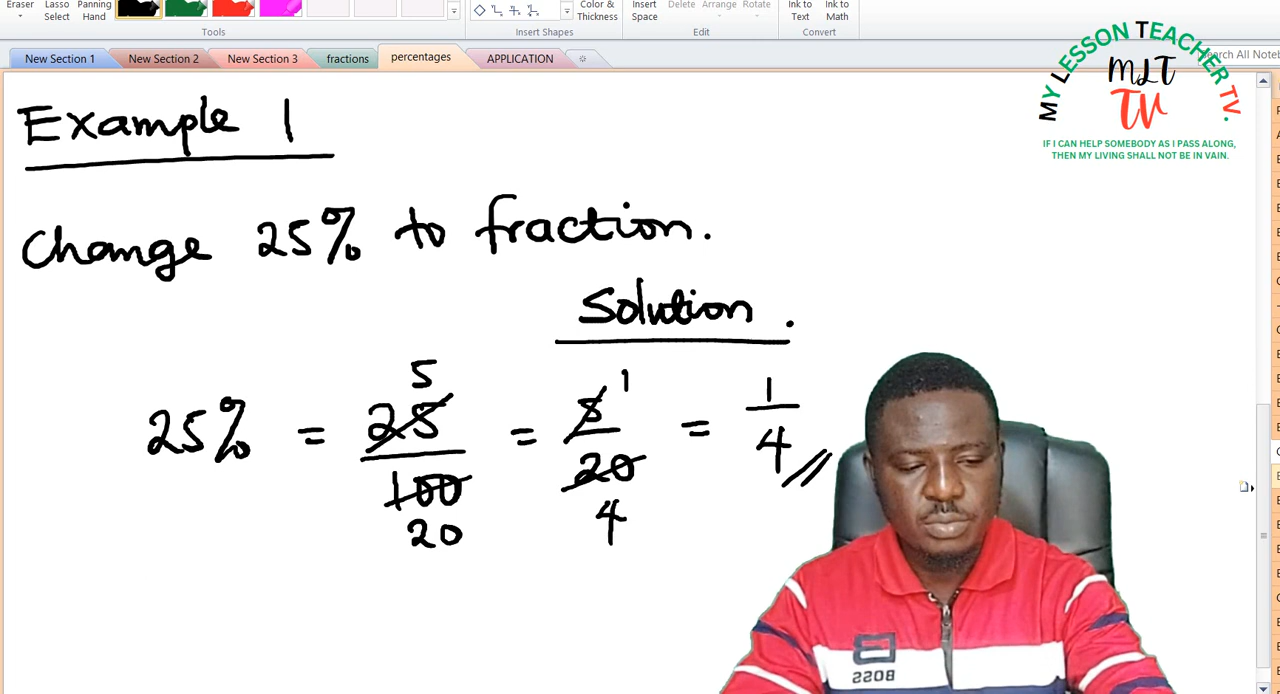 Eraser
Lasso Select
Panning Hand
Color & Thickness
Insert Space
Delete
Arrange
Rotate
Ink to Text
Ink to Math
Tools
Insert Shapes
Edit
Convert
New Section 1
New Section 2
New Section 3
fractions
percentages
APPLICATION
MY LESSON TEACHER TV.
MLT
TV
IF I CAN HELP SOMEBODY AS I PASS ALONG,
THEN MY LIVING SHALL NOT BE IN VAIN.
Example 1
Change 25% to fraction.
Solution.
5 1
25% = 25/100 = 5/20 = 1/4 //
20 4
BOSS